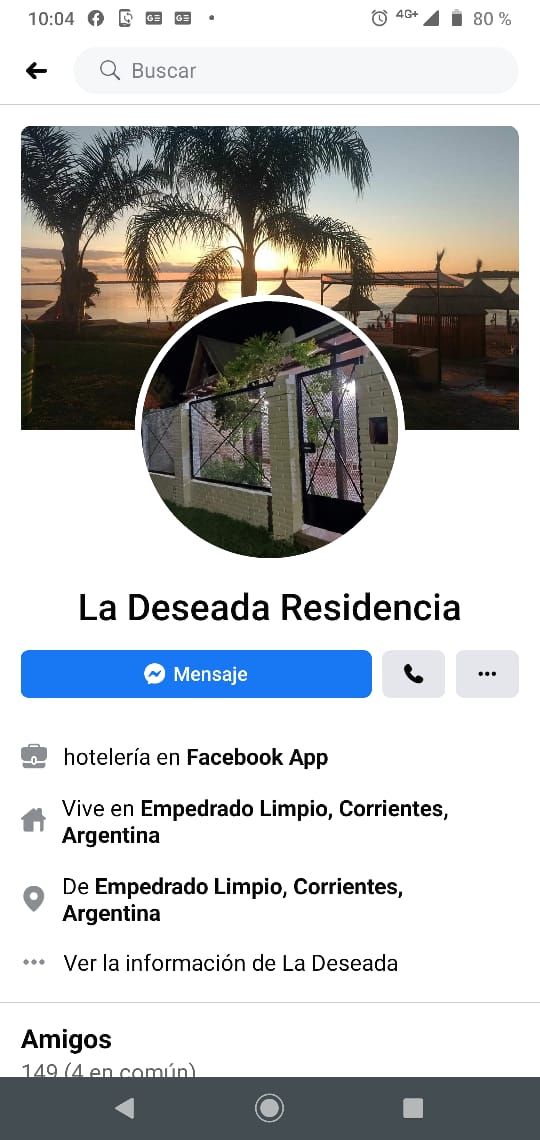 10:04
4G+
80 %
Buscar
La Deseada Residencia
Mensaje
hotelería en Facebook App
Vive en Empedrado Limpio, Corrientes,
Argentina
De Empedrado Limpio, Corrientes,
Argentina
Ver la información de La Deseada
Amigos
149 (4 en común)